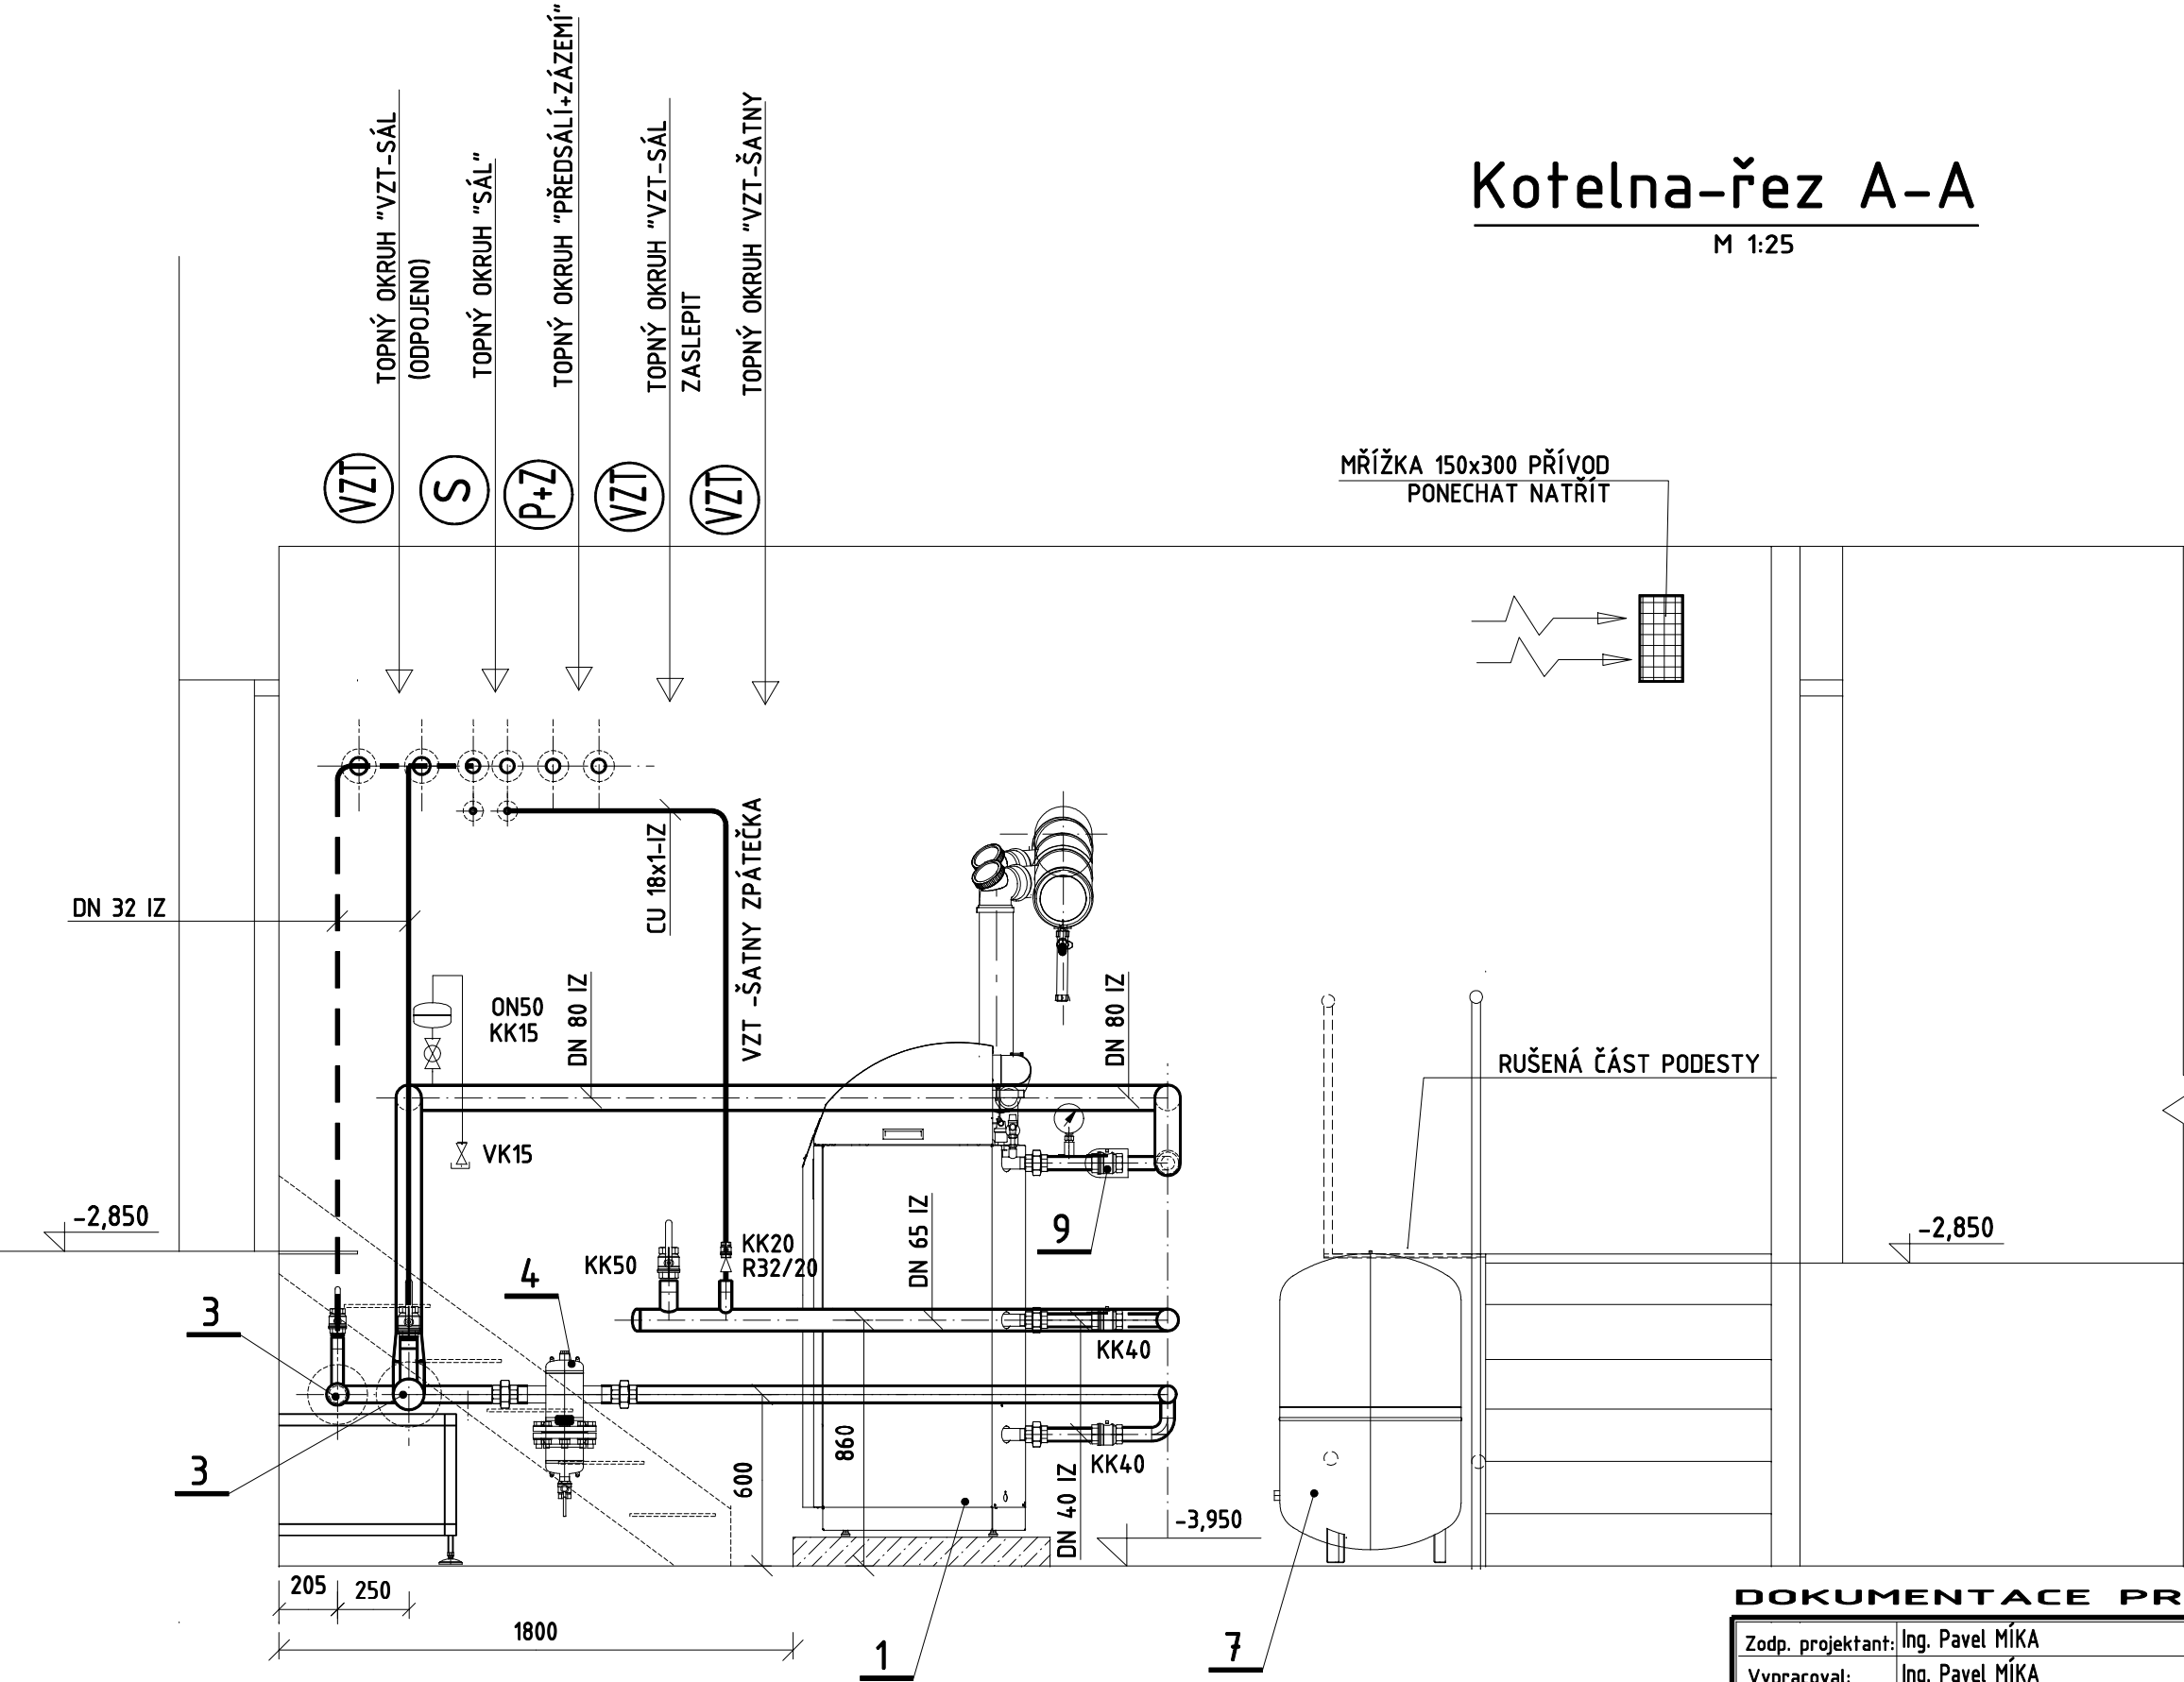 Kotelna-řez A-A
M 1:25
TOPNÝ OKRUH "VZT-SÁL
(ODPOJENO)
TOPNÝ OKRUH "SÁL"
TOPNÝ OKRUH "PŘEDSÁLÍ+ZÁZEMÍ"
TOPNÝ OKRUH "VZT-SÁL
ZASLEPIT
TOPNÝ OKRUH "VZT-ŠATNY
VZT
S
P+Z
VZT
VZT
MŘÍŽKA 150x300 PŘÍVOD
PONECHAT NATŘÍT
DN 32 IZ
CU 18x1-IZ
VZT -ŠATNY ZPÁTEČKA
ON50
KK15
DN 80 IZ
DN 80 IZ
RUŠENÁ ČÁST PODESTY
VK15
-2,850
-2,850
9
KK50
KK20
R32/20
DN 65 IZ
4
3
KK40
3
860
600
KK40
DN 40 IZ
-3,950
205
250
1800
1
7
DOKUMENTACE PR
Zodp. projektant: Ing. Pavel MÍKA
Vypracoval: Ing. Pavel MÍKA